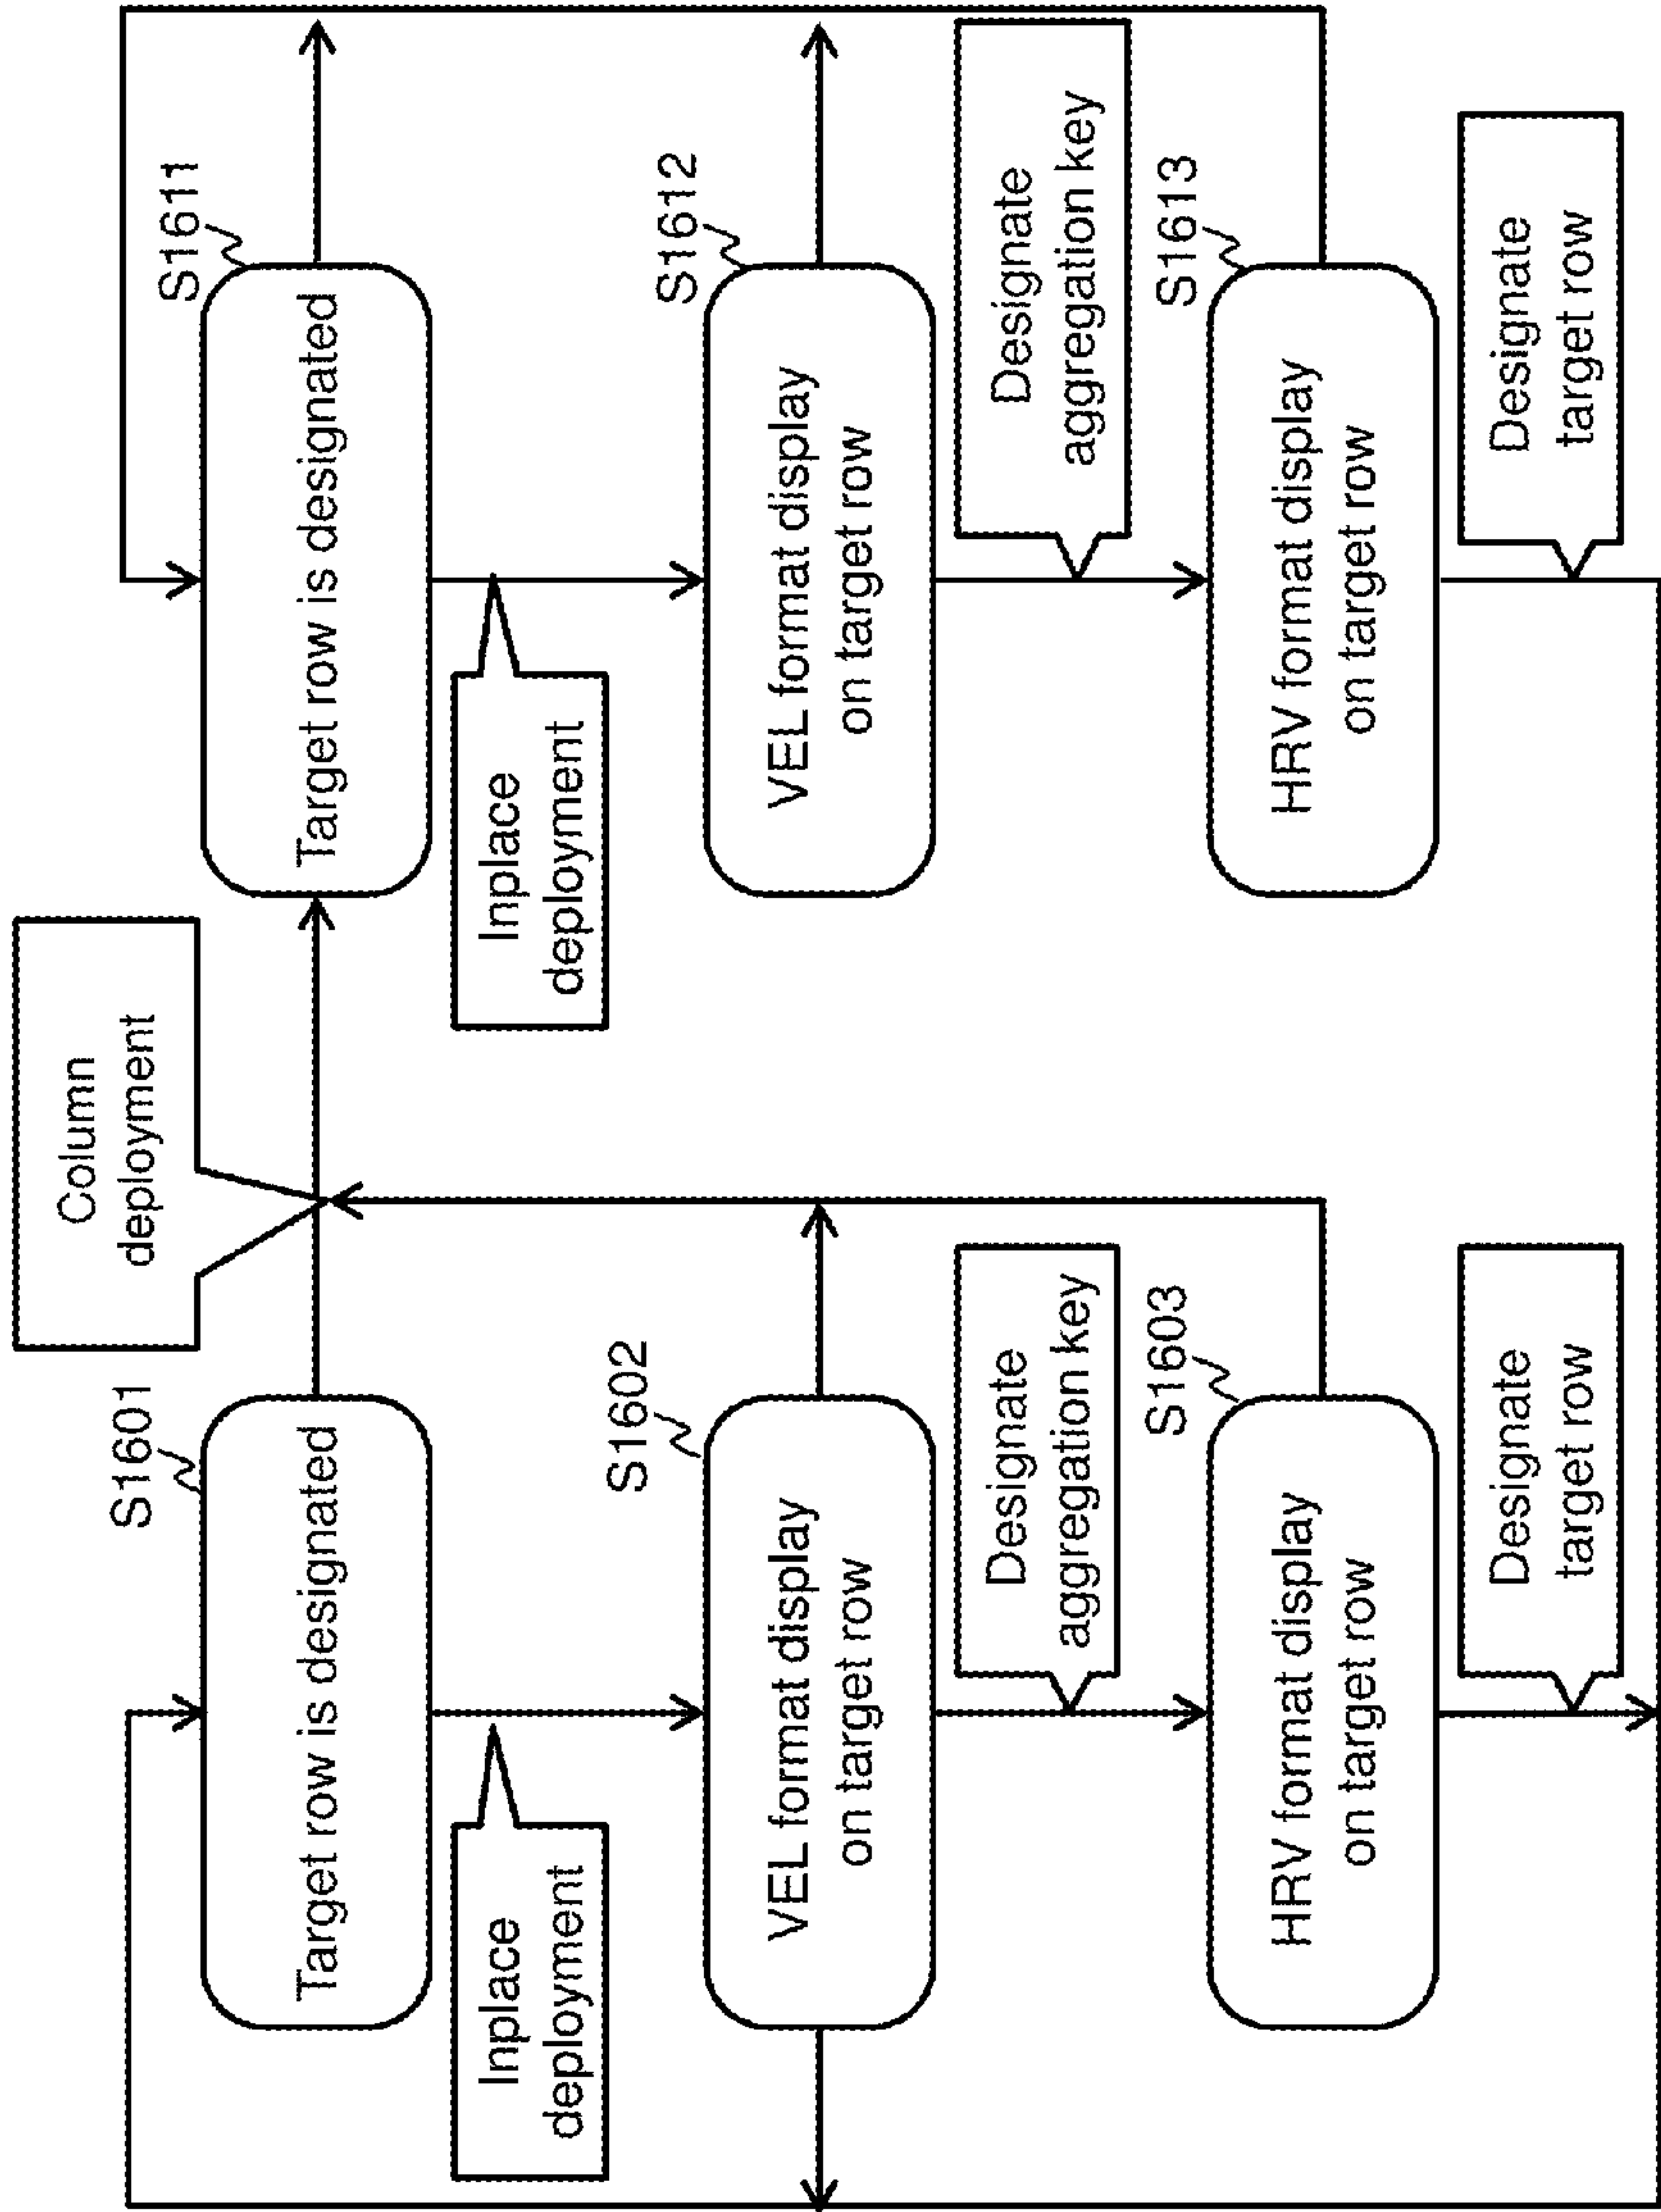 S1601
Target row is designated
Inplace
deployment
S1602
VEL format display
on target row
Designate
aggregation key
S1603
HRV format display
on target row
Designate
target row
Column
deployment
S1611
Target row is designated
Inplace
deployment
S1612
VEL format display
on target row
Designate
aggregation key
S1613
HRV format display
on target row
Designate
target row